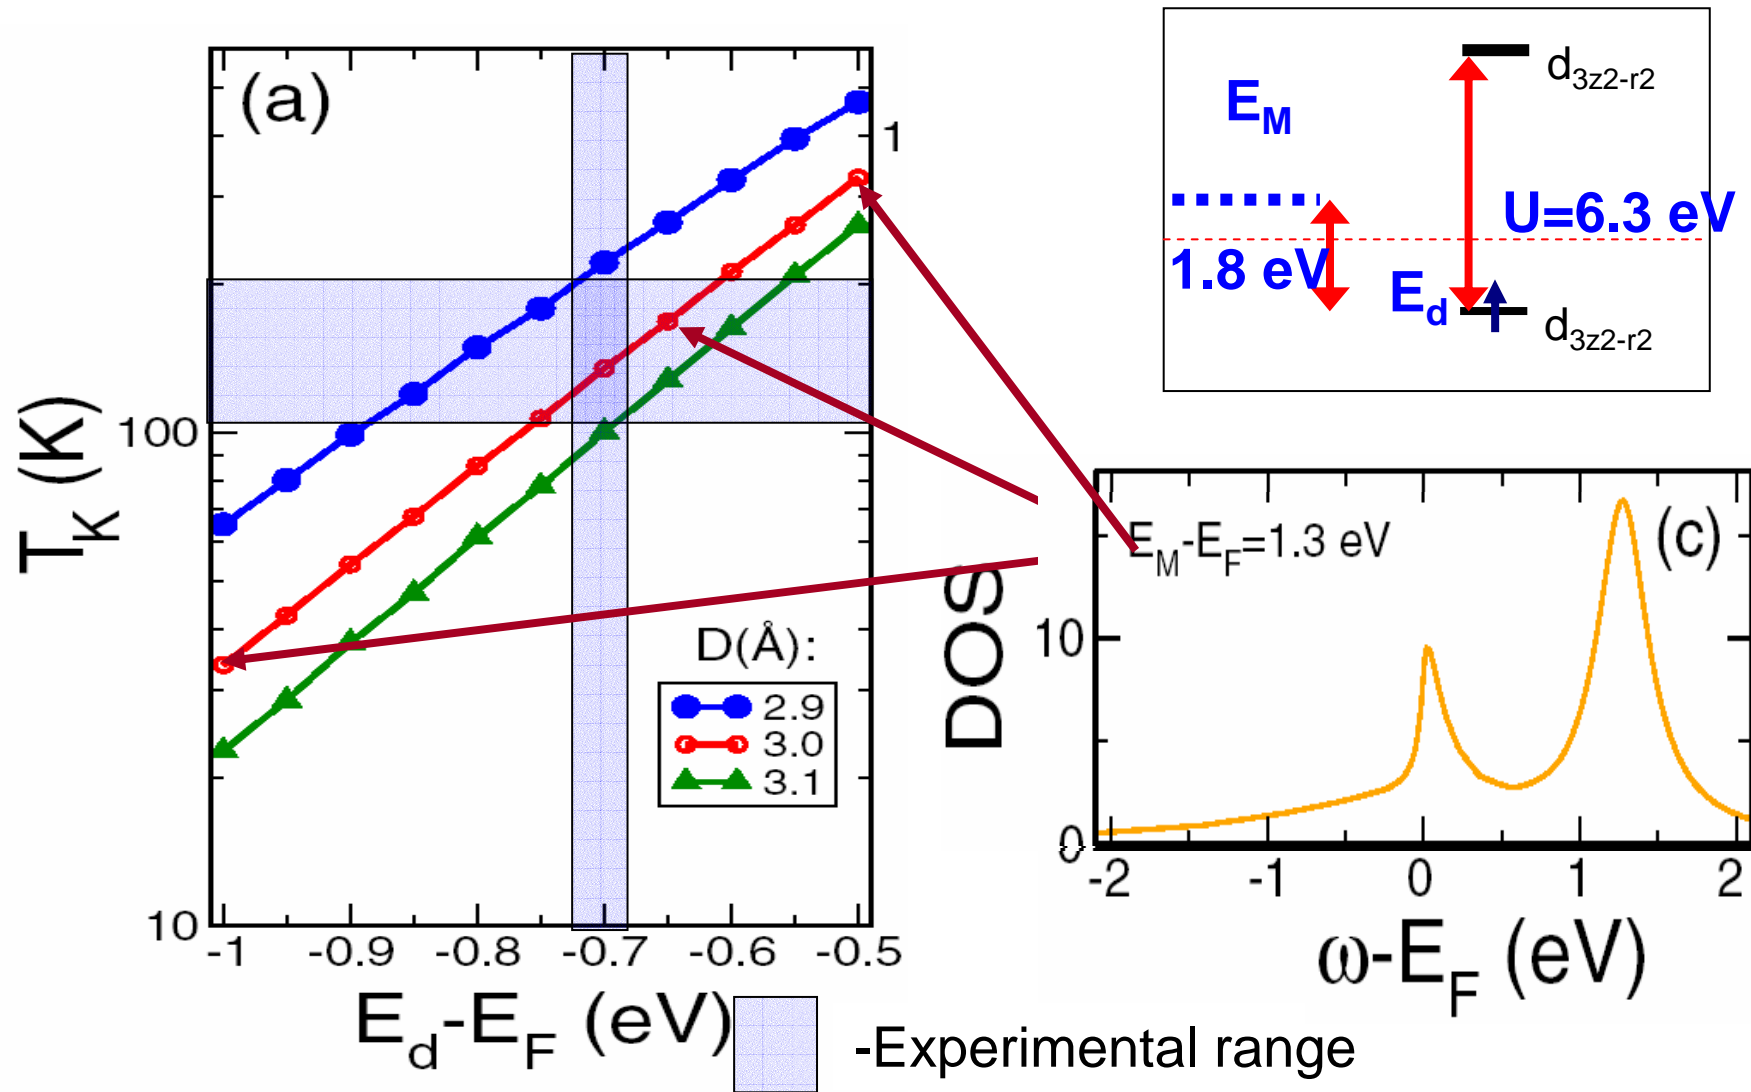 (a)
T_K (K)
100
10
1
-1 -0.9 -0.8 -0.7 -0.6 -0.5
E_d-E_F (eV)
D(Å):
2.9
3.0
3.1
-Experimental range
d_3z2-r2
E_M
U=6.3 eV
1.8 eV
E_d
d_3z2-r2
E_M-E_F=1.3 eV
(c)
DOS
10
0
-2 -1 0 1 2
ω-E_F (eV)